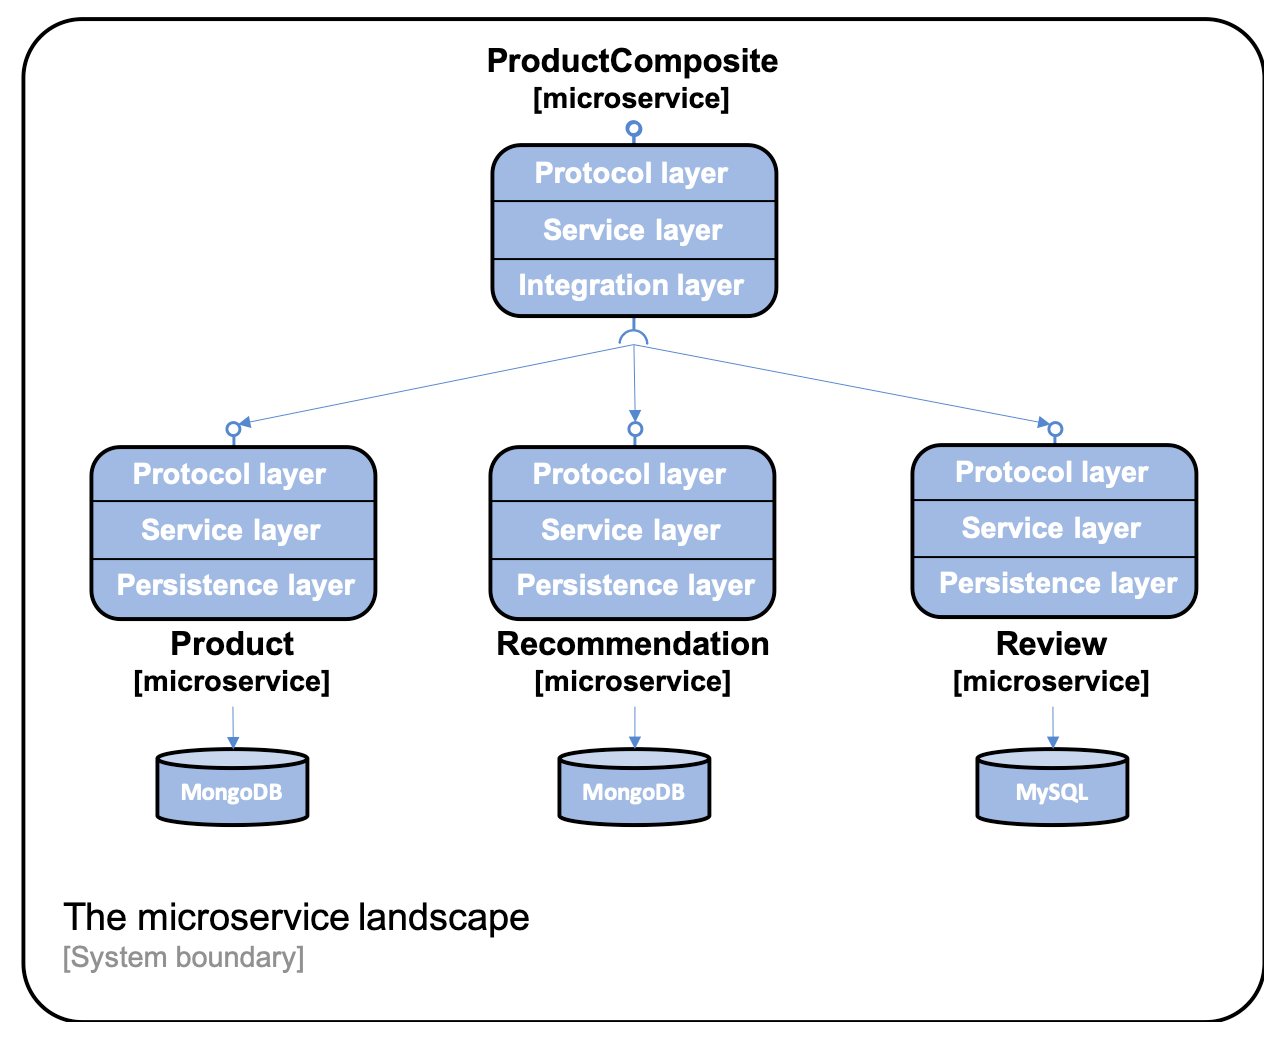 ProductComposite
[microservice]
Protocol layer
Service layer
Integration layer
Protocol layer
Service layer
Persistence layer
Product
[microservice]
MongoDB
Protocol layer
Service layer
Persistence layer
Recommendation
[microservice]
MongoDB
Protocol layer
Service layer
Persistence layer
Review
[microservice]
MySQL
The microservice landscape
[System boundary]